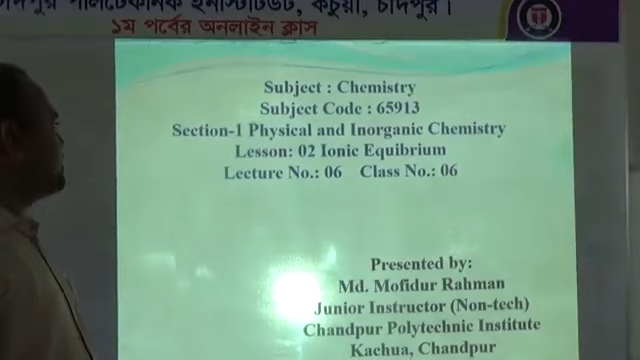 চাঁদপুর পলিটেকনিক ইনস্টিটিউট, কচুয়া, চাঁদপুর।
১ম পর্বের অনলাইন ক্লাস
Subject : Chemistry
Subject Code : 65913
Section-1 Physical and Inorganic Chemistry
Lesson: 02 Ionic Equibrium
Lecture No.: 06 Class No.: 06
Presented by:
Md. Mofidur Rahman
Junior Instructor (Non-tech)
Chandpur Polytechnic Institute
Kachua, Chandpur